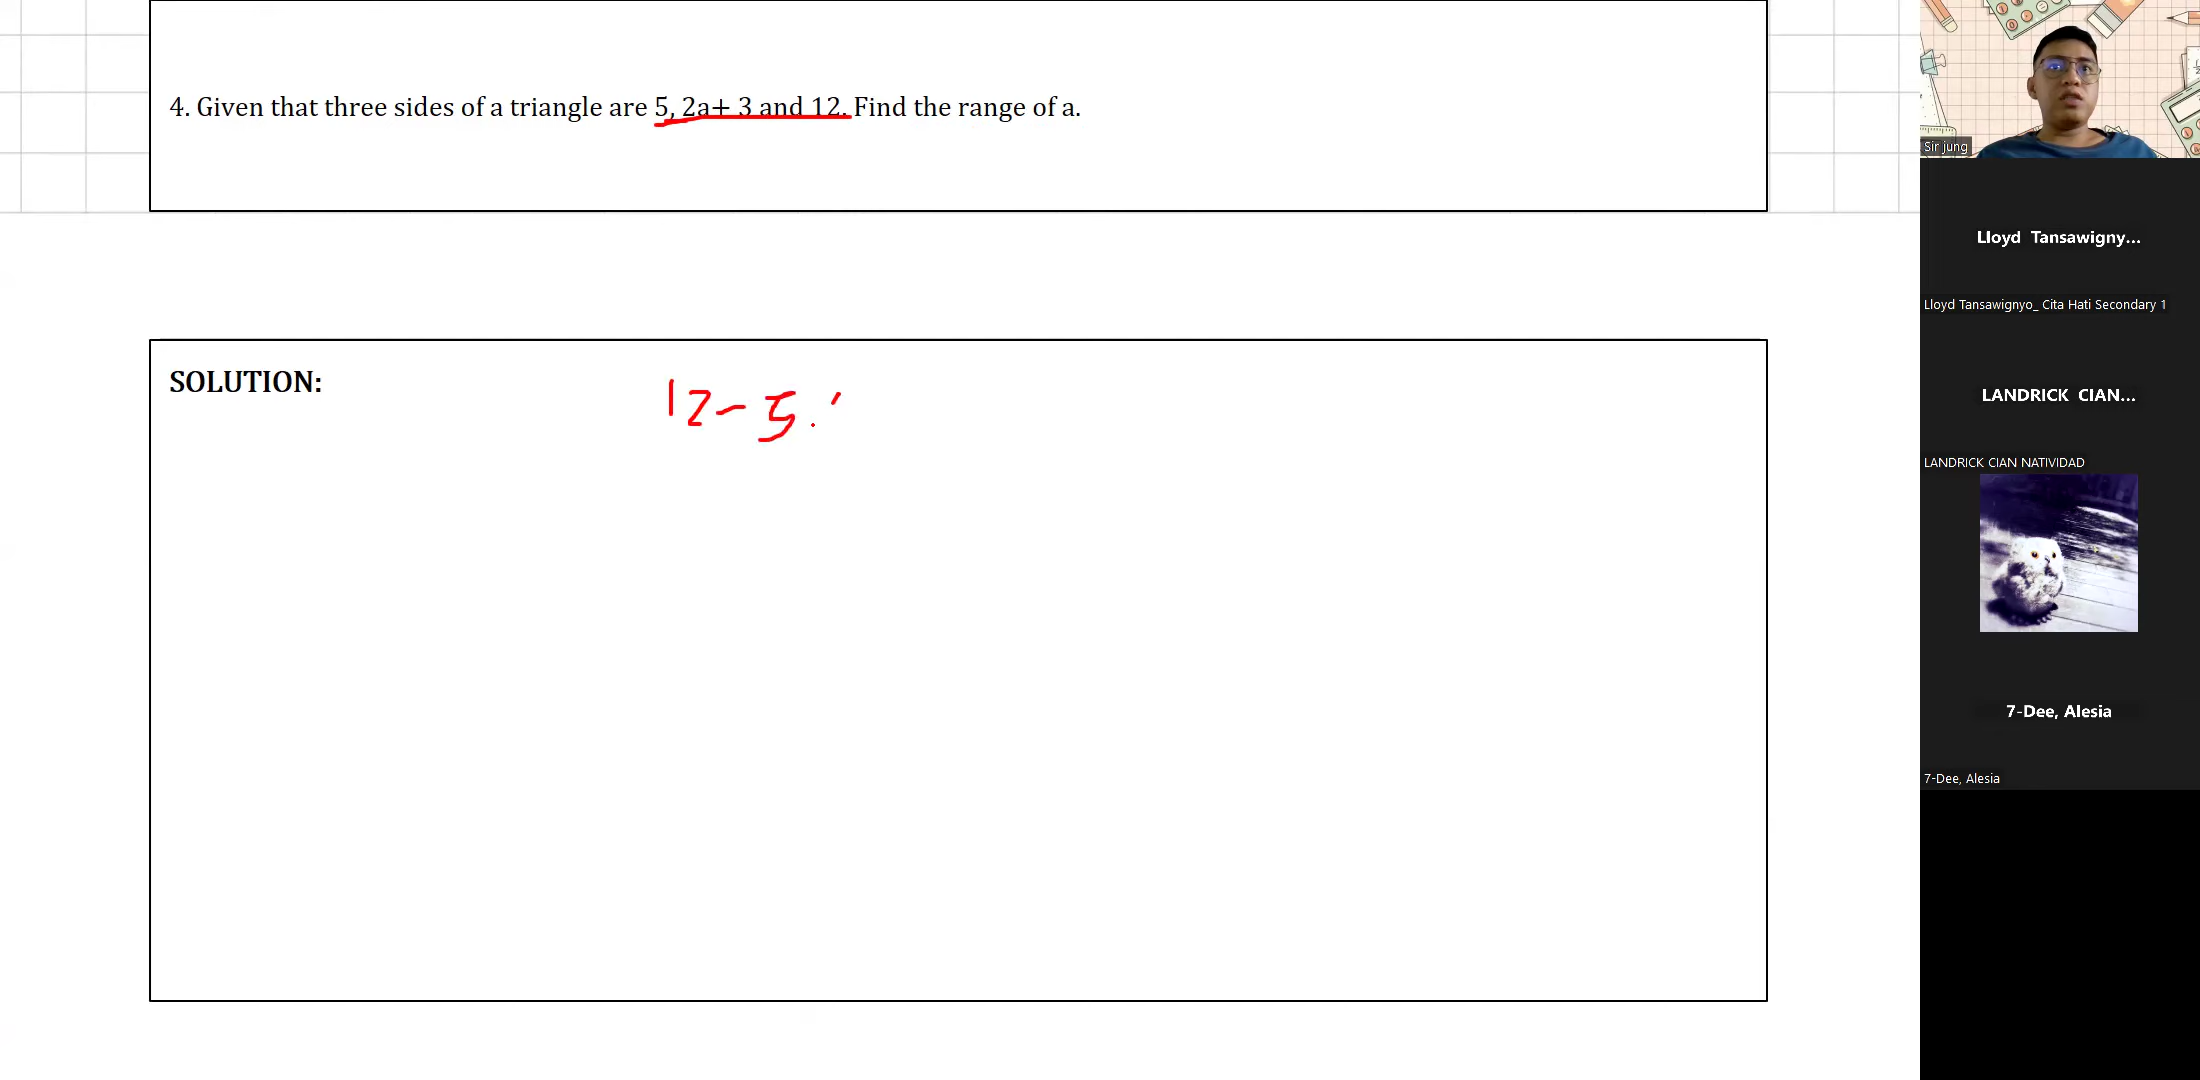 4. Given that three sides of a triangle are 5, 2a+ 3 and 12. Find the range of a.
SOLUTION:
12-5
Sir jung
Lloyd Tansawigny...
Lloyd Tansawignyo_ Cita Hati Secondary 1
LANDRICK CIAN...
LANDRICK CIAN NATIVIDAD
7-Dee, Alesia
7-Dee, Alesia